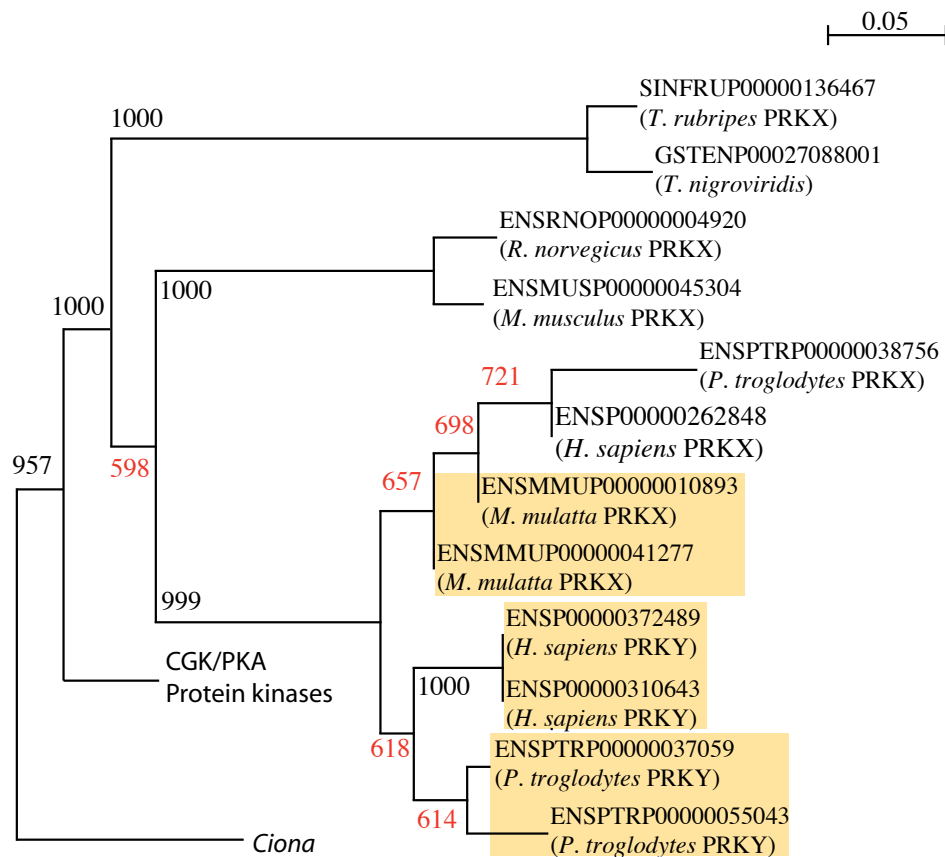 0.05
SINFRUP00000136467
(T. rubripes PRKX)
1000
GSTENP00027088001
(T. nigroviridis)
ENSRNOP00000004920
(R. norvegicus PRKX)
1000
ENSMUSP00000045304
(M. musculus PRKX)
1000
ENSPTRP00000038756
(P. troglodytes PRKX)
721
ENSP00000262848
(H. sapiens PRKX)
698
957
598
657
ENSMMUP00000010893
(M. mulatta PRKX)
ENSMMUP00000041277
(M. mulatta PRKX)
999
ENSP00000372489
(H. sapiens PRKY)
CGK/PKA
Protein kinases
1000
ENSP00000310643
(H. sapiens PRKY)
618
ENSPTRP00000037059
(P. troglodytes PRKY)
614
ENSPTRP00000055043
(P. troglodytes PRKY)
Ciona